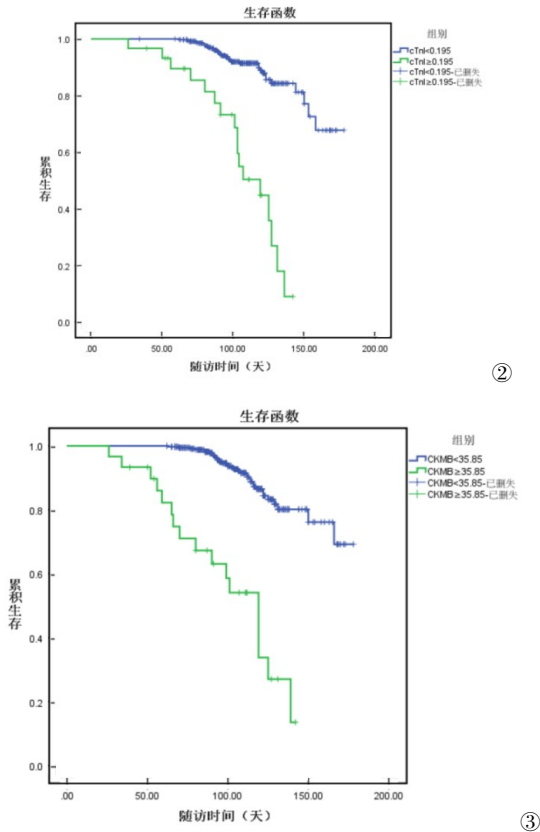 生存函数
组别
cTnI<0.195
cTnI≥0.195
cTnI<0.195-已删失
cTnI≥0.195-已删失
1.0
0.8
0.6
0.4
0.2
0.0
累积生存
.00 50.00 100.00 150.00 200.00
随访时间（天）
②
生存函数
组别
CKMB<35.85
CKMB≥35.85
CKMB<35.85-已删失
CKMB≥35.85-已删失
1.0
0.8
0.6
0.4
0.2
0.0
累积生存
.00 50.00 100.00 150.00 200.00
随访时间（天）
③